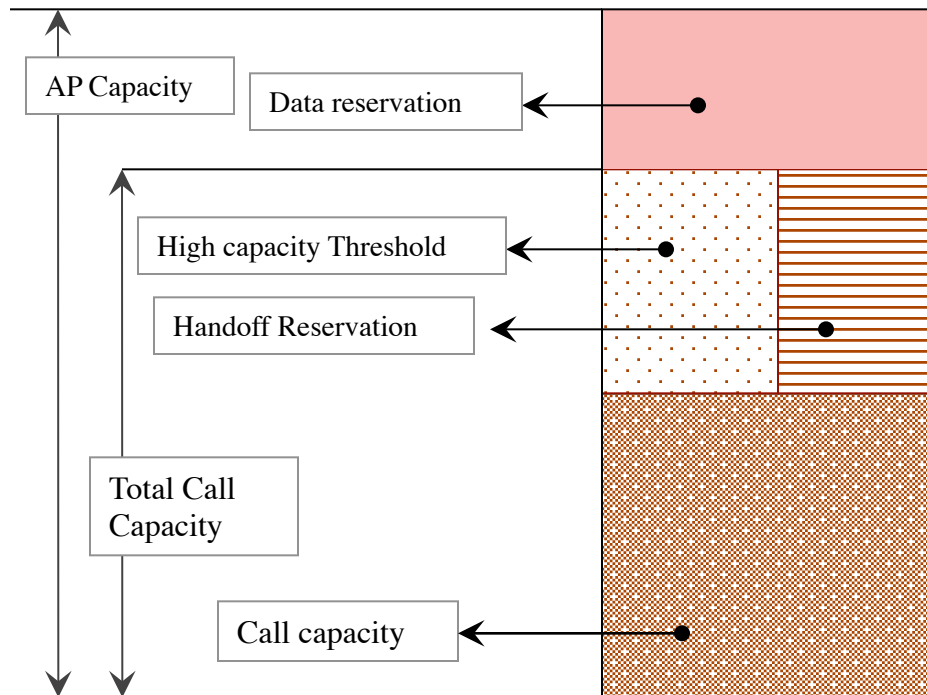 AP Capacity
Data reservation
High capacity Threshold
Handoff Reservation
Total Call
Capacity
Call capacity